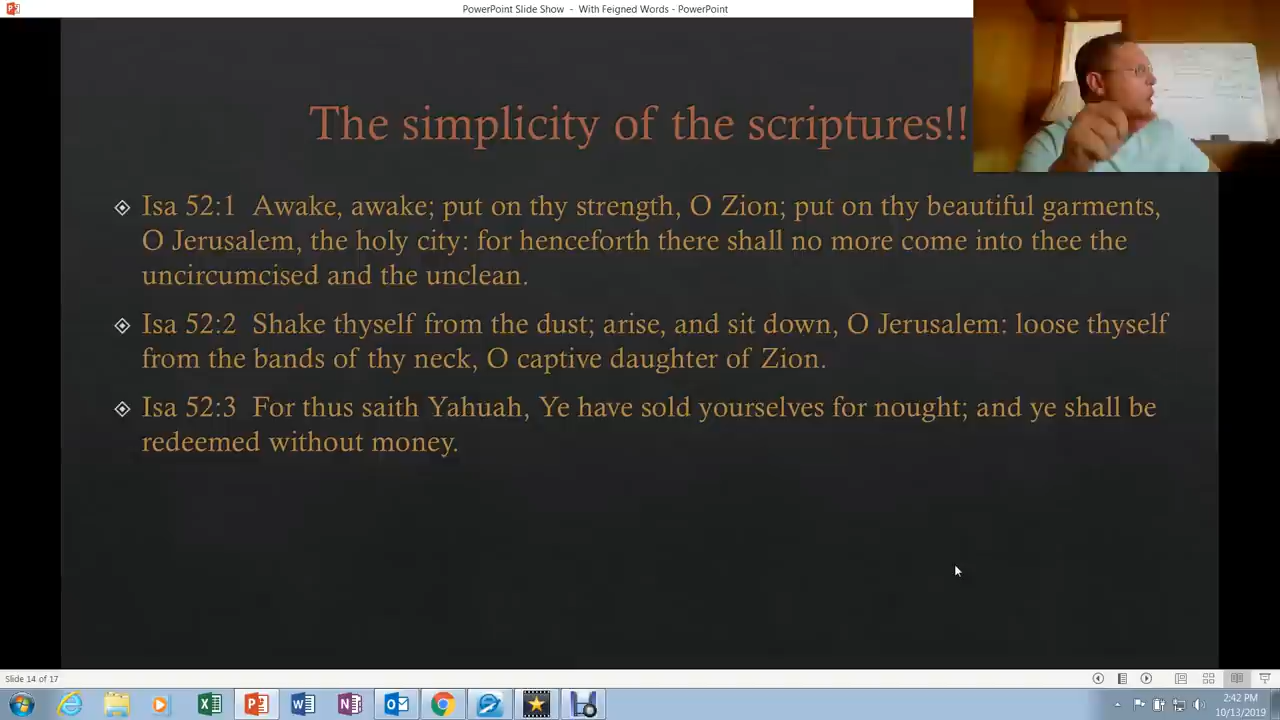 PowerPoint Slide Show - With Feigned Words - PowerPoint
The simplicity of the scriptures!!
Isa 52:1 Awake, awake; put on thy strength, O Zion; put on thy beautiful garments,
O Jerusalem, the holy city: for henceforth there shall no more come into thee the
uncircumcised and the unclean.
Isa 52:2 Shake thyself from the dust; arise, and sit down, O Jerusalem: loose thyself
from the bands of thy neck, O captive daughter of Zion.
Isa 52:3 For thus saith Yahuah, Ye have sold yourselves for nought; and ye shall be
redeemed without money.
Slide 14 of 17
2:42 PM
10/13/2019